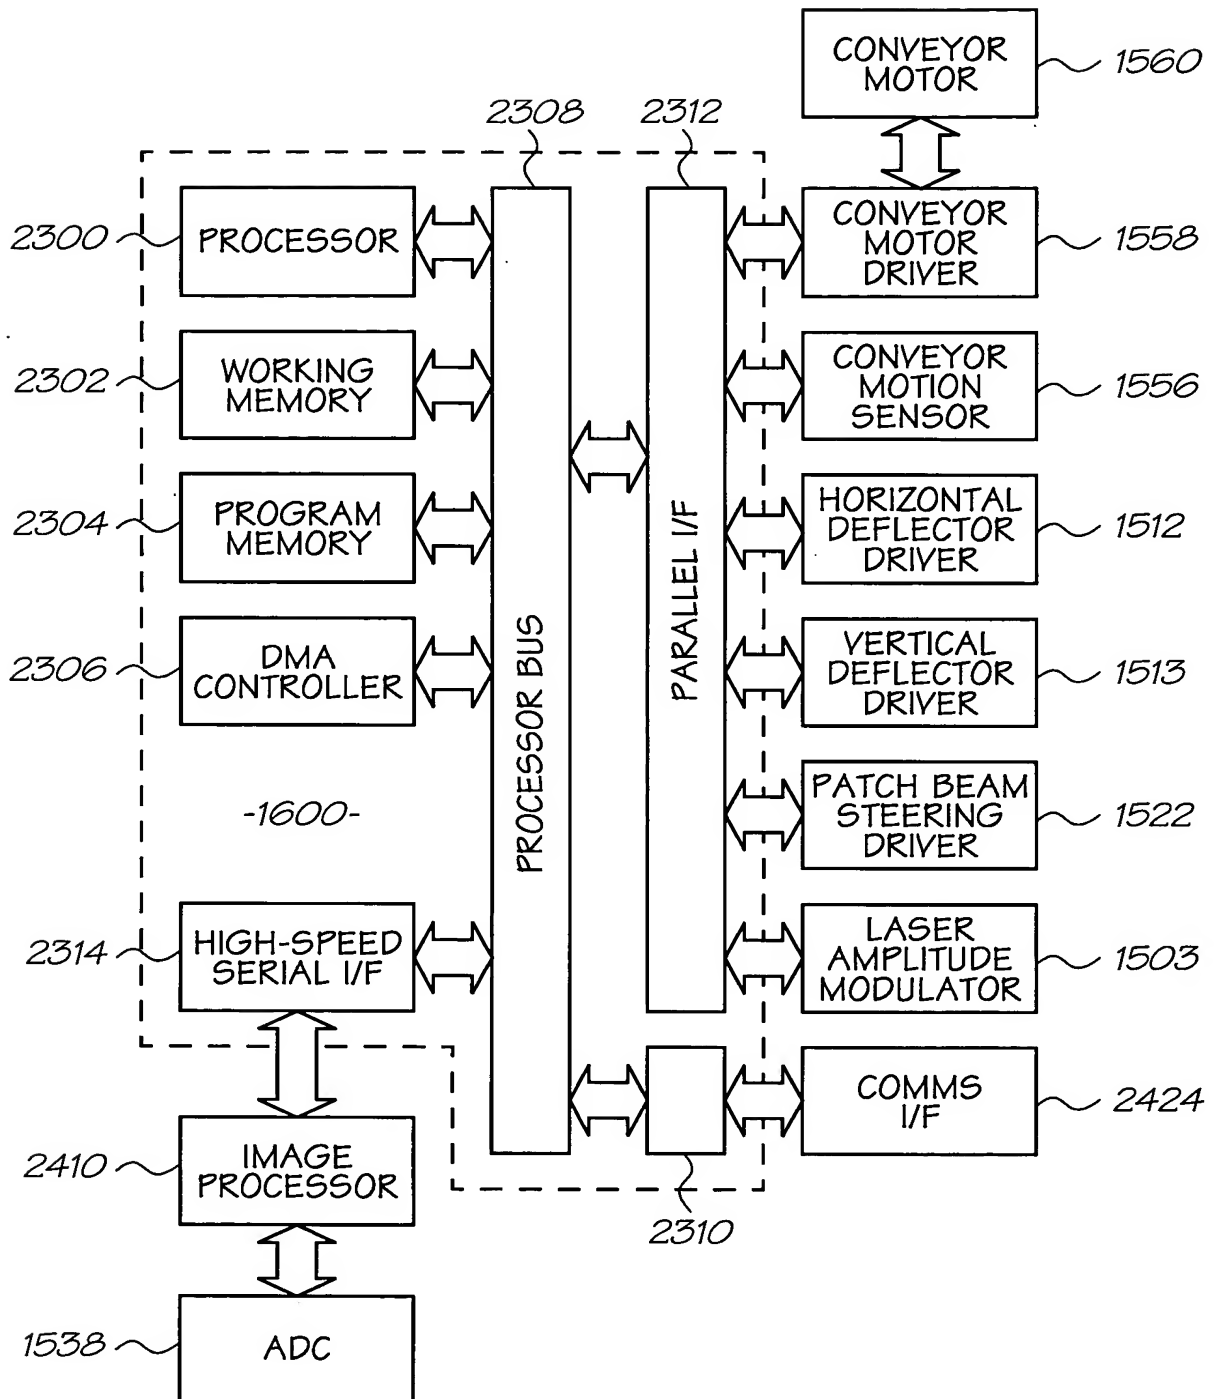 CONVEYOR
MOTOR
1560
2308
2312
2300
PROCESSOR
CONVEYOR
MOTOR
DRIVER
1558
2302
WORKING
MEMORY
CONVEYOR
MOTION
SENSOR
1556
2304
PROGRAM
MEMORY
HORIZONTAL
DEFLECTOR
DRIVER
1512
2306
DMA
CONTROLLER
PROCESSOR BUS
PARALLEL I/F
VERTICAL
DEFLECTOR
DRIVER
1513
-1600-
PATCH BEAM
STEERING
DRIVER
1522
2314
HIGH-SPEED
SERIAL I/F
LASER
AMPLITUDE
MODULATOR
1503
COMMS
I/F
2424
2410
IMAGE
PROCESSOR
2310
1538
ADC